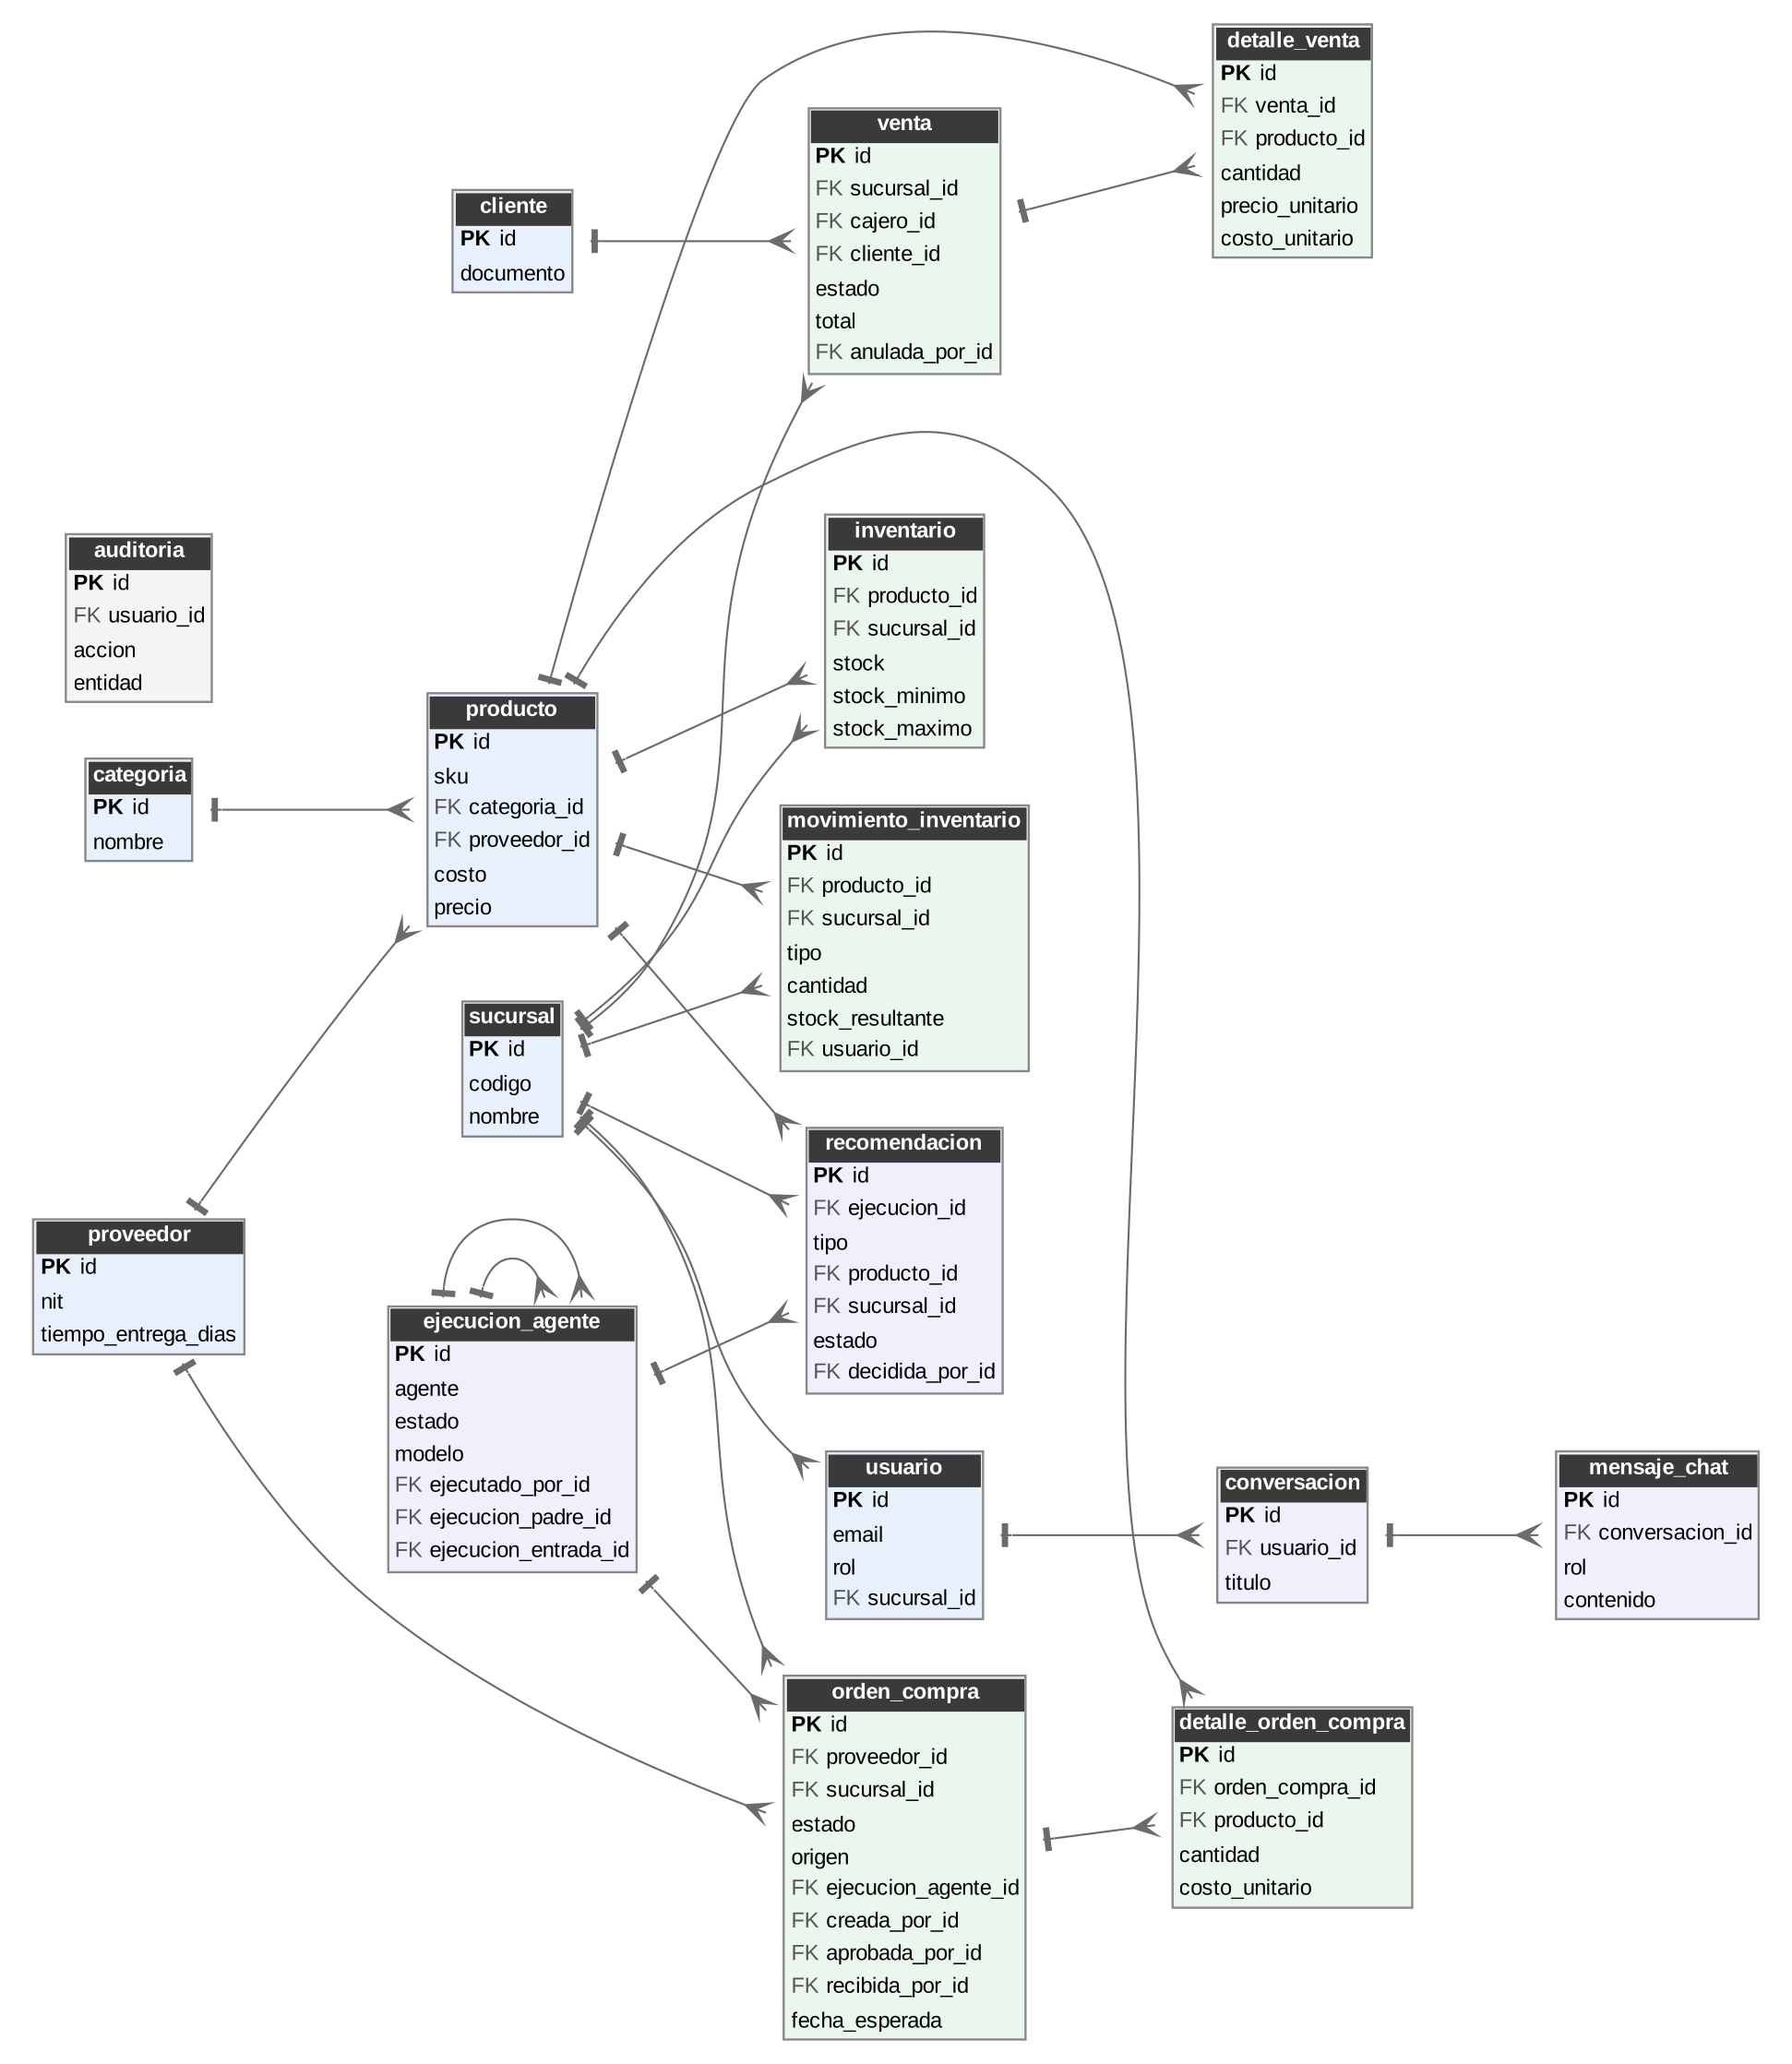 detalle_venta
PK id
FK venta_id
FK producto_id
cantidad
precio_unitario
costo_unitario
venta
PK id
FK sucursal_id
FK cajero_id
FK cliente_id
estado
total
FK anulada_por_id
cliente
PK id
documento
inventario
PK id
FK producto_id
FK sucursal_id
stock
stock_minimo
stock_maximo
auditoria
PK id
FK usuario_id
accion
entidad
producto
PK id
sku
FK categoria_id
FK proveedor_id
costo
precio
categoria
PK id
nombre
movimiento_inventario
PK id
FK producto_id
FK sucursal_id
tipo
cantidad
stock_resultante
FK usuario_id
sucursal
PK id
codigo
nombre
recomendacion
PK id
FK ejecucion_id
tipo
FK producto_id
FK sucursal_id
estado
FK decidida_por_id
proveedor
PK id
nit
tiempo_entrega_dias
ejecucion_agente
PK id
agente
estado
modelo
FK ejecutado_por_id
FK ejecucion_padre_id
FK ejecucion_entrada_id
usuario
PK id
email
rol
FK sucursal_id
conversacion
PK id
FK usuario_id
titulo
mensaje_chat
PK id
FK conversacion_id
rol
contenido
orden_compra
PK id
FK proveedor_id
FK sucursal_id
estado
origen
FK ejecucion_agente_id
FK creada_por_id
FK aprobada_por_id
FK recibida_por_id
fecha_esperada
detalle_orden_compra
PK id
FK orden_compra_id
FK producto_id
cantidad
costo_unitario